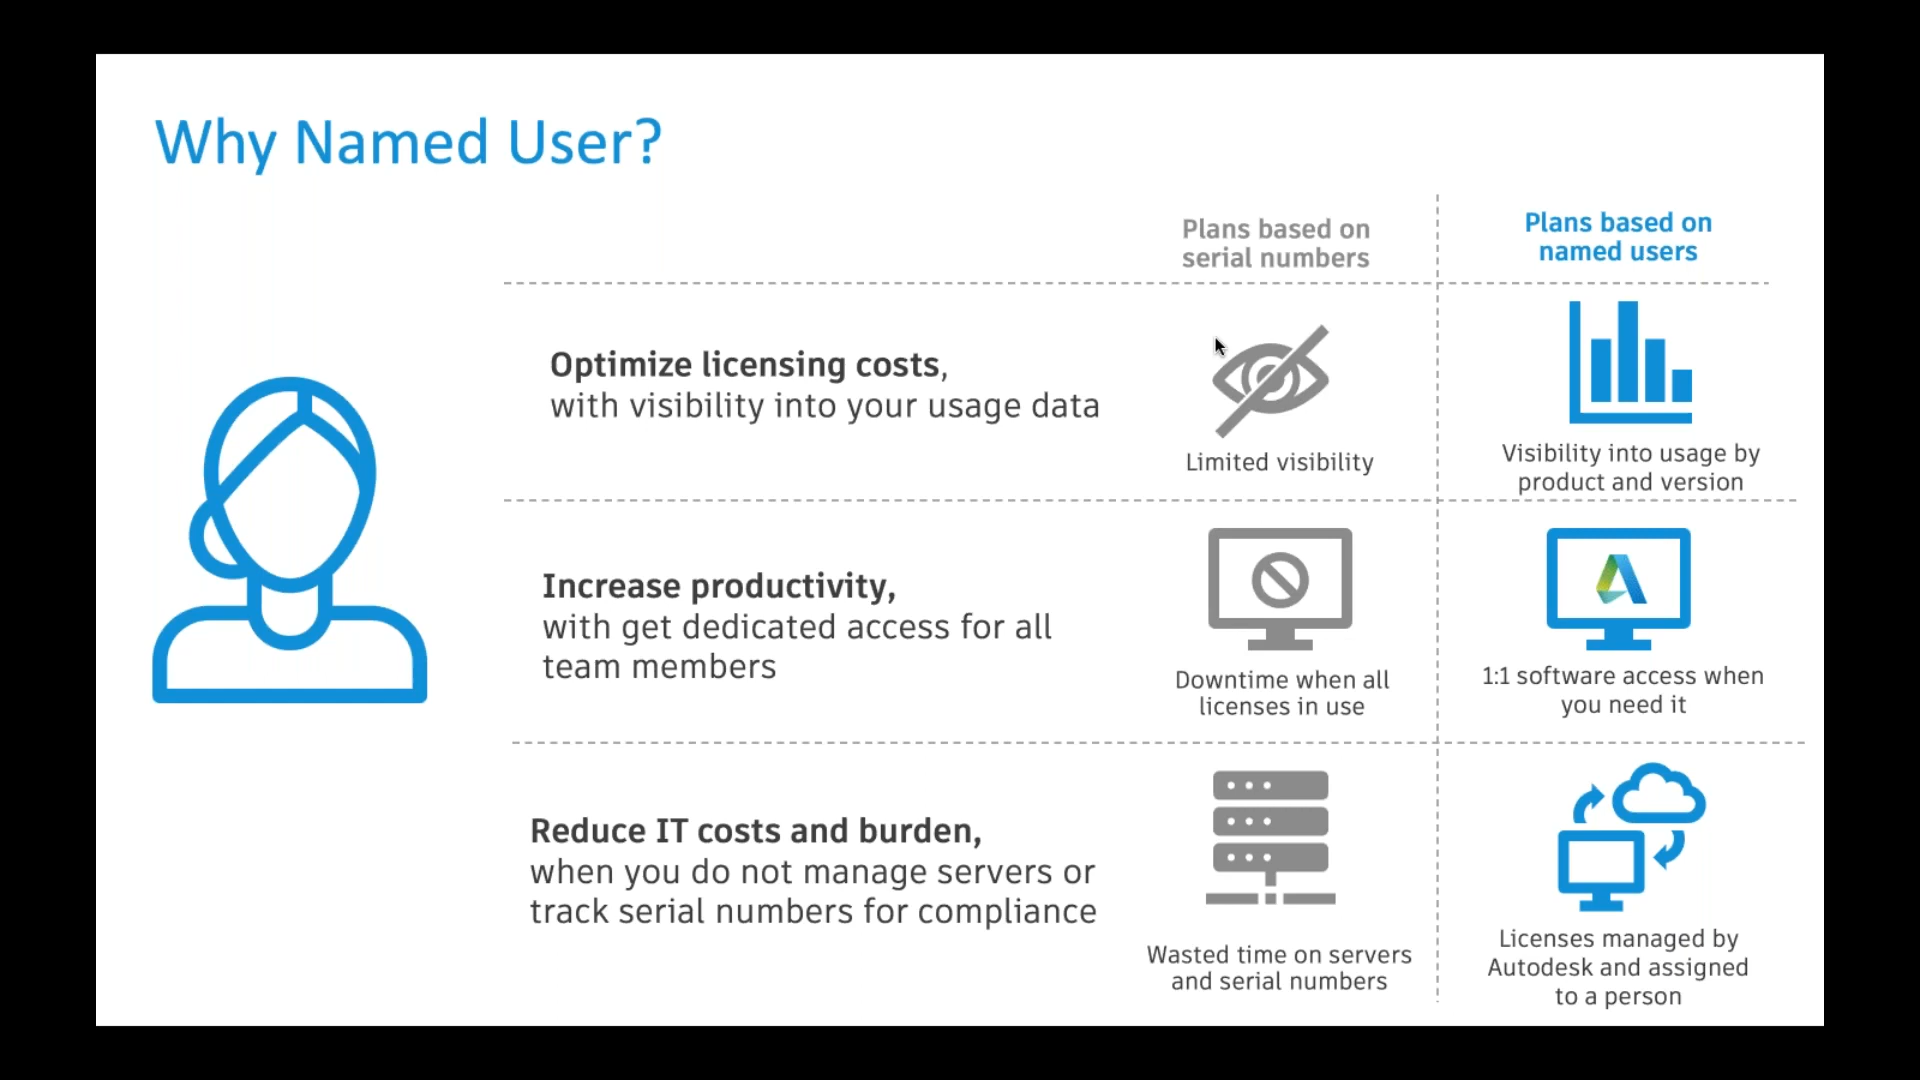 Why Named User?
Plans based on
serial numbers
Plans based on
named users
Optimize licensing costs,
with visibility into your usage data
Limited visibility
Visibility into usage by
product and version
Increase productivity,
with get dedicated access for all
team members
Downtime when all
licenses in use
1:1 software access when
you need it
Reduce IT costs and burden,
when you do not manage servers or
track serial numbers for compliance
Wasted time on servers
and serial numbers
Licenses managed by
Autodesk and assigned
to a person